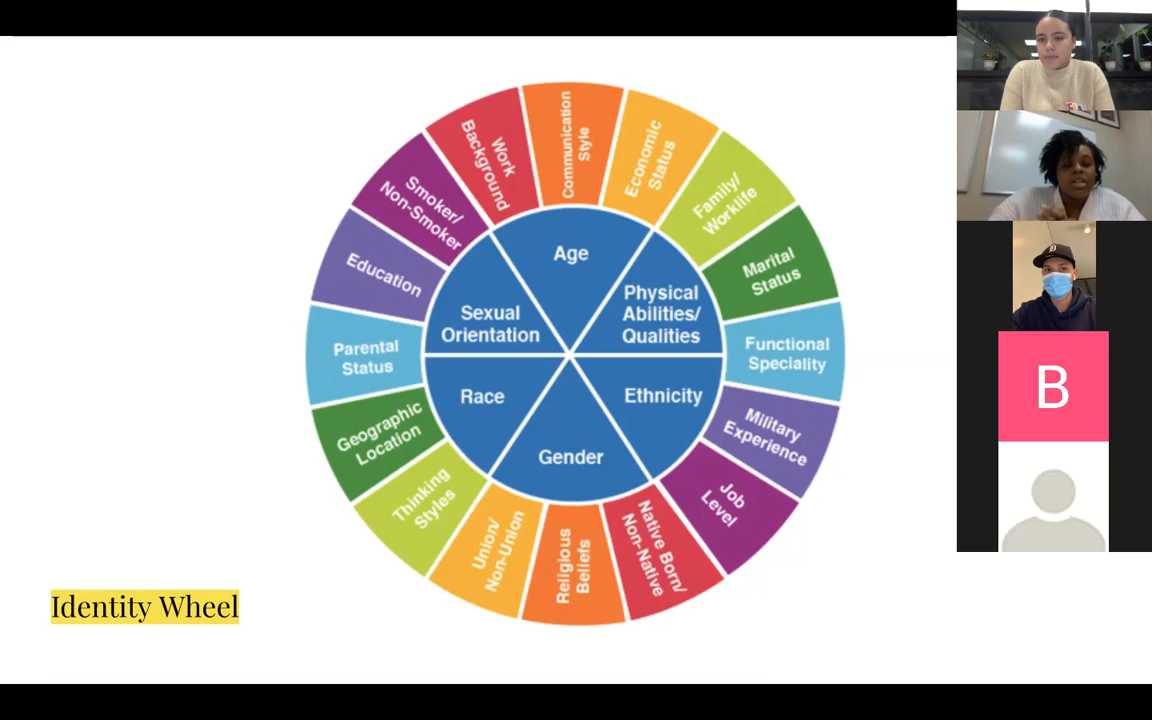 Communication
Style
Economic
Status
Family/
Worklife
Marital
Status
Functional
Speciality
Military
Experience
Job
Level
Native Born/
Non-Native
Religious
Beliefs
Union/
Non-Union
Thinking
Styles
Geographic
Location
Parental
Status
Education
Smoker/
Non-Smoker
Work
Background
Age
Physical
Abilities/
Qualities
Ethnicity
Gender
Race
Sexual
Orientation
Identity Wheel
B